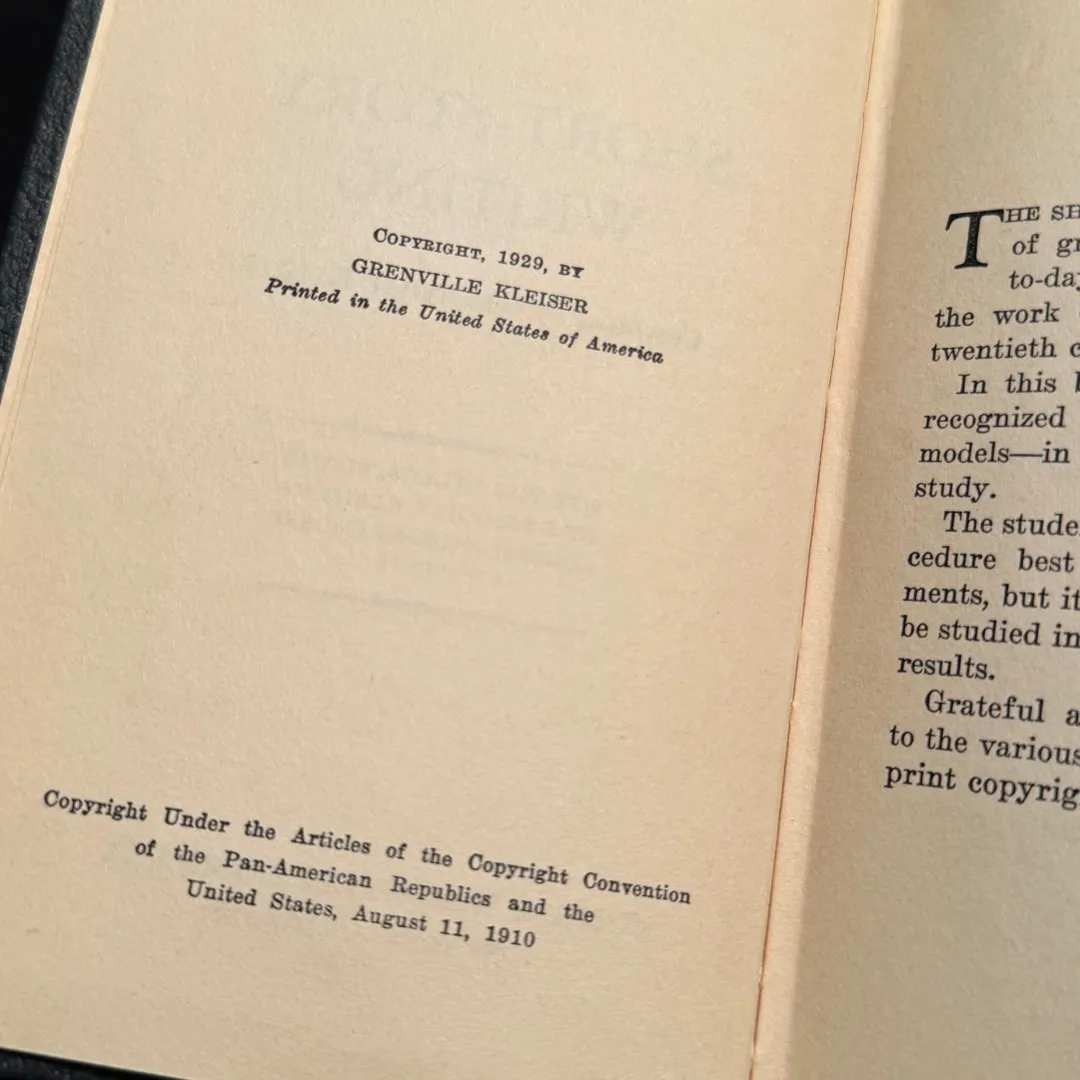 COPYRIGHT, 1929, BY
GRENVILLE KLEISER
Printed in the United States of America
Copyright Under the Articles of the Copyright Convention
of the Pan-American Republics and the
United States, August 11, 1910
THE SH
of gr
to-day
the work
twentieth c
In this b
recognized
models—in
study.
The stude
cedure best
ments, but it
be studied in
results.
Grateful a
to the various
print copyrig